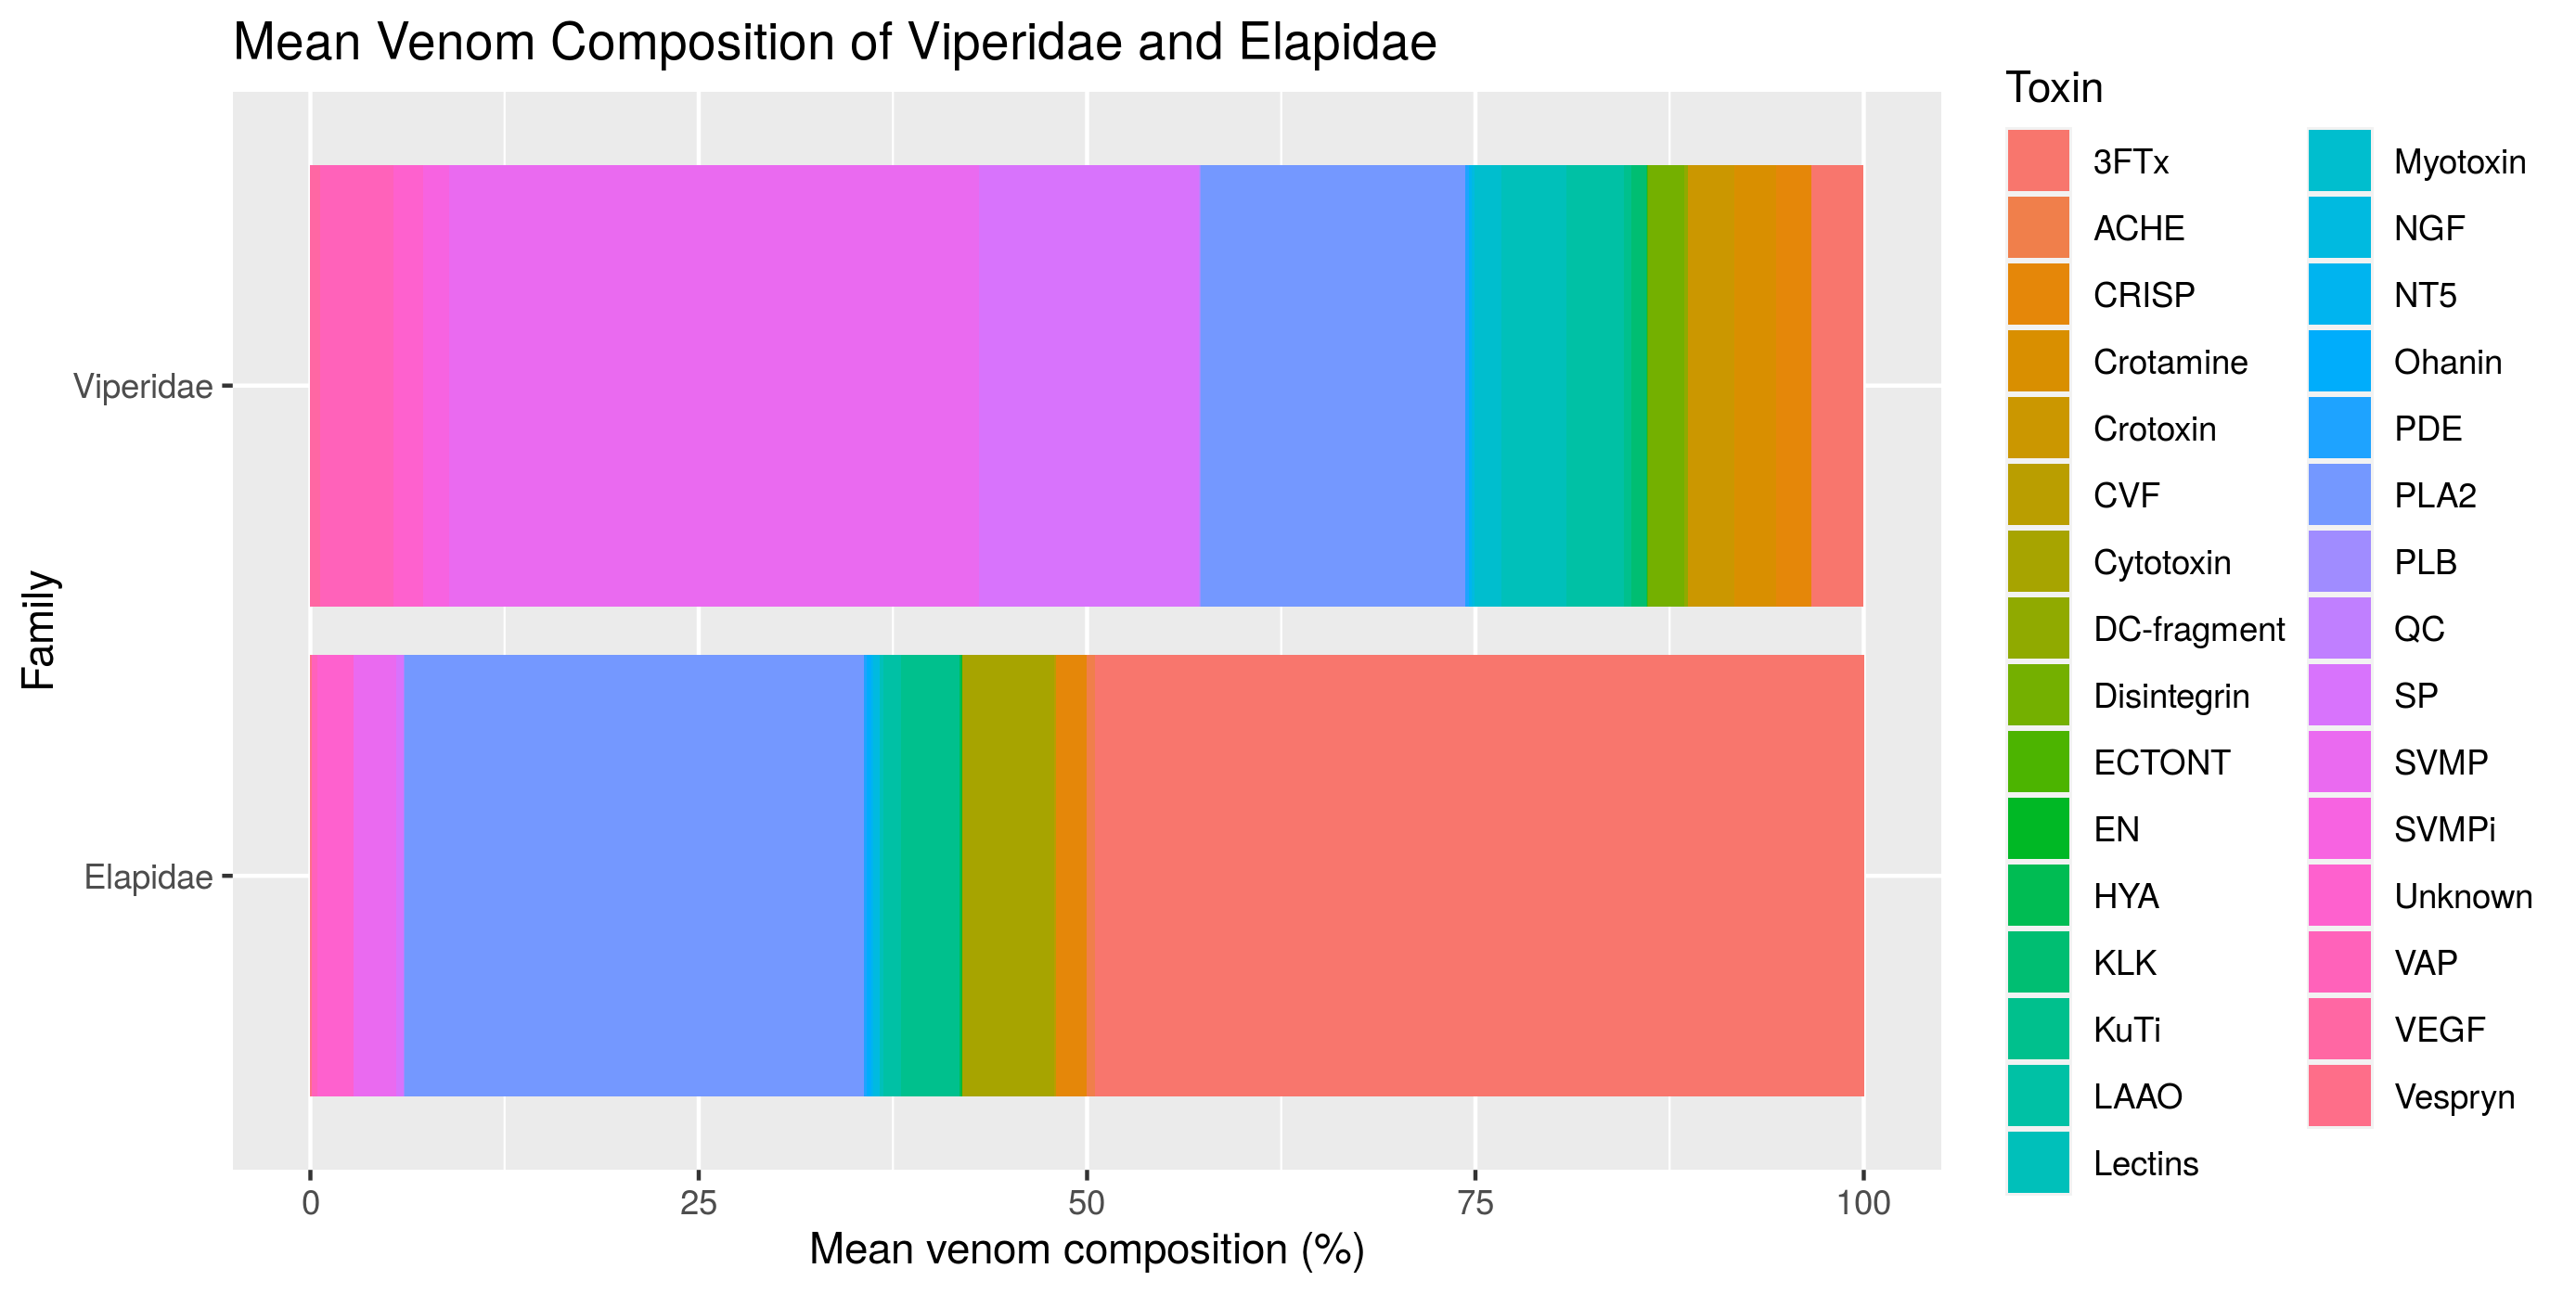 Mean Venom Composition of Viperidae and Elapidae
Family
Viperidae
Elapidae
0 25 50 75 100
Mean venom composition (%)
Toxin
3FTx
ACHE
CRISP
Crotamine
Crotoxin
CVF
Cytotoxin
DC-fragment
Disintegrin
ECTONT
EN
HYA
KLK
KuTi
LAAO
Lectins
Myotoxin
NGF
NT5
Ohanin
PDE
PLA2
PLB
QC
SP
SVMP
SVMPi
Unknown
VAP
VEGF
Vespryn